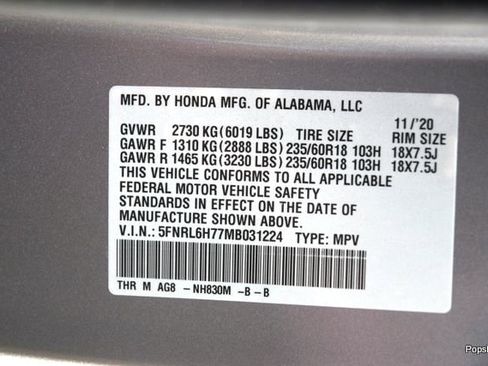 MFD. BY HONDA MFG. OF ALABAMA, LLC
11/'20
GVWR 2730 KG (6019 LBS) TIRE SIZE RIM SIZE
GAWR F 1310 KG (2888 LBS) 235/60R18 103H 18X7.5J
GAWR R 1465 KG (3230 LBS) 235/60R18 103H 18X7.5J
THIS VEHICLE CONFORMS TO ALL APPLICABLE
FEDERAL MOTOR VEHICLE SAFETY
STANDARDS IN EFFECT ON THE DATE OF
MANUFACTURE SHOWN ABOVE.
V.I.N.: 5FNRL6H77MB031224 TYPE: MPV
THR M AG8 -NH830M -B -B